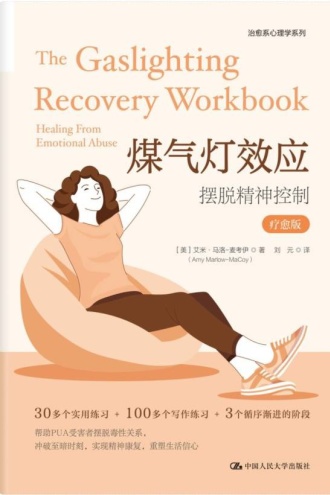 治愈系心理学系列
The Gaslighting
Recovery Workbook
Healing From
Emotional Abuse
煤气灯效应
摆脱精神控制
疗愈版
[美] 艾米·马洛-麦考伊 ◎ 著 刘 元 ◎ 译
(Amy Marlow-MaCoy)
30多个实用练习 + 100多个写作练习 + 3个循序渐进的阶段
帮助PUA受害者摆脱毒性关系，
冲破至暗时刻，实现精神康复，重塑生活信心
中国人民大学出版社